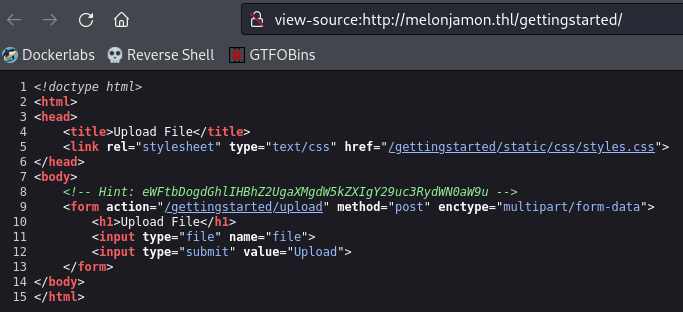 view-source:http://melonjamon.thl/gettingstarted/
Dockerlabs Reverse Shell GTFOBins
1 <!doctype html>
2 <html>
3 <head>
4     <title>Upload File</title>
5     <link rel="stylesheet" type="text/css" href="/gettingstarted/static/css/styles.css">
6 </head>
7 <body>
8     <!-- Hint: eWFtbDogdGhlIHBhZ2UgaXMgdW5kZXIgY29uc3RydWN0aW9u -->
9     <form action="/gettingstarted/upload" method="post" enctype="multipart/form-data">
10         <h1>Upload File</h1>
11         <input type="file" name="file">
12         <input type="submit" value="Upload">
13     </form>
14 </body>
15 </html>